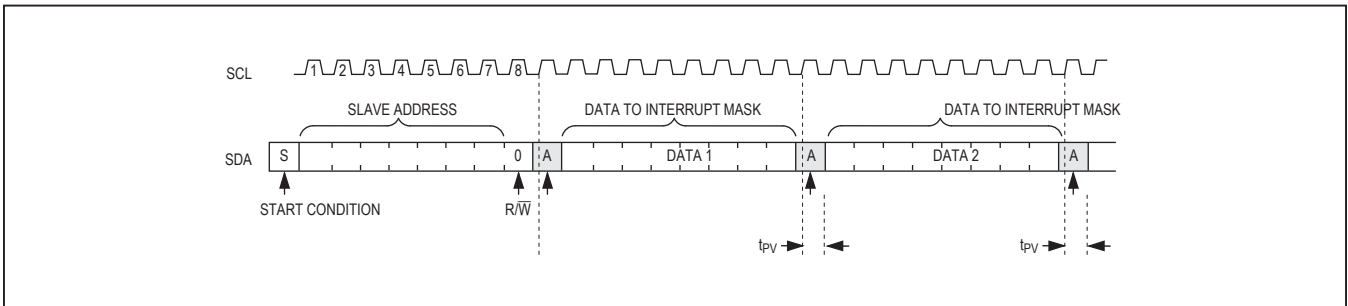 SCL
1 2 3 4 5 6 7 8
SLAVE ADDRESS DATA TO INTERRUPT MASK DATA TO INTERRUPT MASK
SDA S 0 A DATA 1 A DATA 2 A
START CONDITION R/W̅
tPV tPV